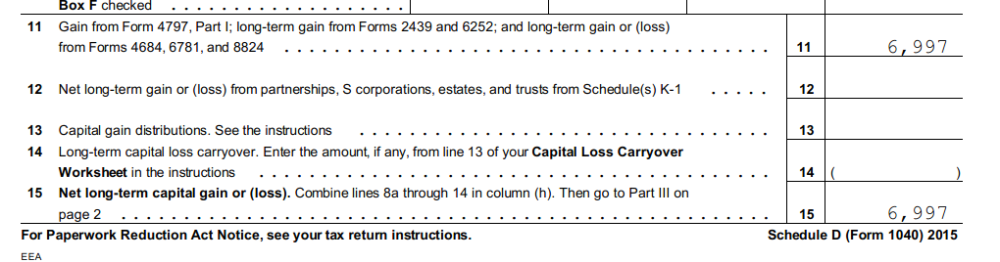 Box F checked . . . . . . . . . . . . . . . . . . .
11 Gain from Form 4797, Part I; long-term gain from Forms 2439 and 6252; and long-term gain or (loss)
from Forms 4684, 6781, and 8824 . . . . . . . . . . . . . . . . . . . . . . . . . . . . . . . . . . . . . . 11 6,997
12 Net long-term gain or (loss) from partnerships, S corporations, estates, and trusts from Schedule(s) K-1 . . . . . 12
13 Capital gain distributions. See the instructions . . . . . . . . . . . . . . . . . . . . . . . . . . . . . . . . 13
14 Long-term capital loss carryover. Enter the amount, if any, from line 13 of your Capital Loss Carryover
Worksheet in the instructions . . . . . . . . . . . . . . . . . . . . . . . . . . . . . . . . . . . . . . . . 14 ( )
15 Net long-term capital gain or (loss). Combine lines 8a through 14 in column (h). Then go to Part III on
page 2 . . . . . . . . . . . . . . . . . . . . . . . . . . . . . . . . . . . . . . . . . . . . . . . . . . . . 15 6,997
For Paperwork Reduction Act Notice, see your tax return instructions. Schedule D (Form 1040) 2015
EEA